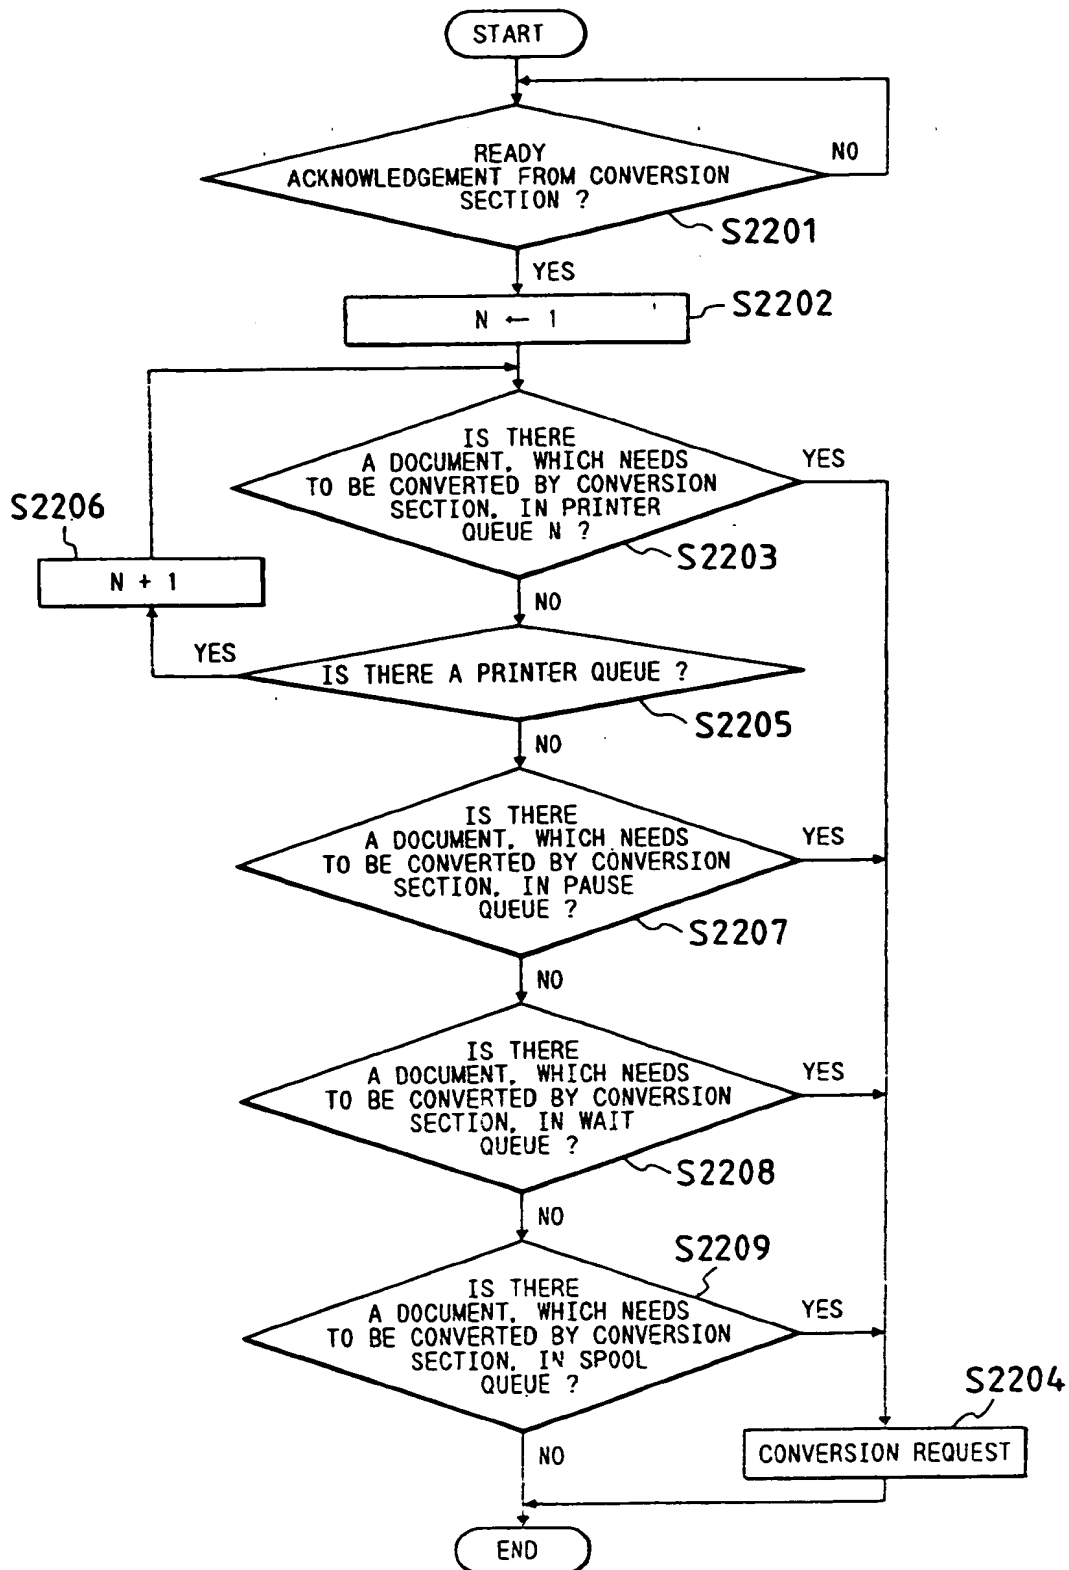 START
READY
ACKNOWLEDGEMENT FROM CONVERSION
SECTION ?
NO
S2201
YES
N ← 1
S2202
IS THERE
A DOCUMENT, WHICH NEEDS
TO BE CONVERTED BY CONVERSION
SECTION, IN PRINTER
QUEUE N ?
YES
S2203
S2206
N + 1
NO
YES
IS THERE A PRINTER QUEUE ?
S2205
NO
IS THERE
A DOCUMENT, WHICH NEEDS
TO BE CONVERTED BY CONVERSION
SECTION, IN PAUSE
QUEUE ?
YES
S2207
NO
IS THERE
A DOCUMENT, WHICH NEEDS
TO BE CONVERTED BY CONVERSION
SECTION, IN WAIT
QUEUE ?
YES
S2208
NO
S2209
IS THERE
A DOCUMENT, WHICH NEEDS
TO BE CONVERTED BY CONVERSION
SECTION, IN SPOOL
QUEUE ?
YES
S2204
CONVERSION REQUEST
NO
END